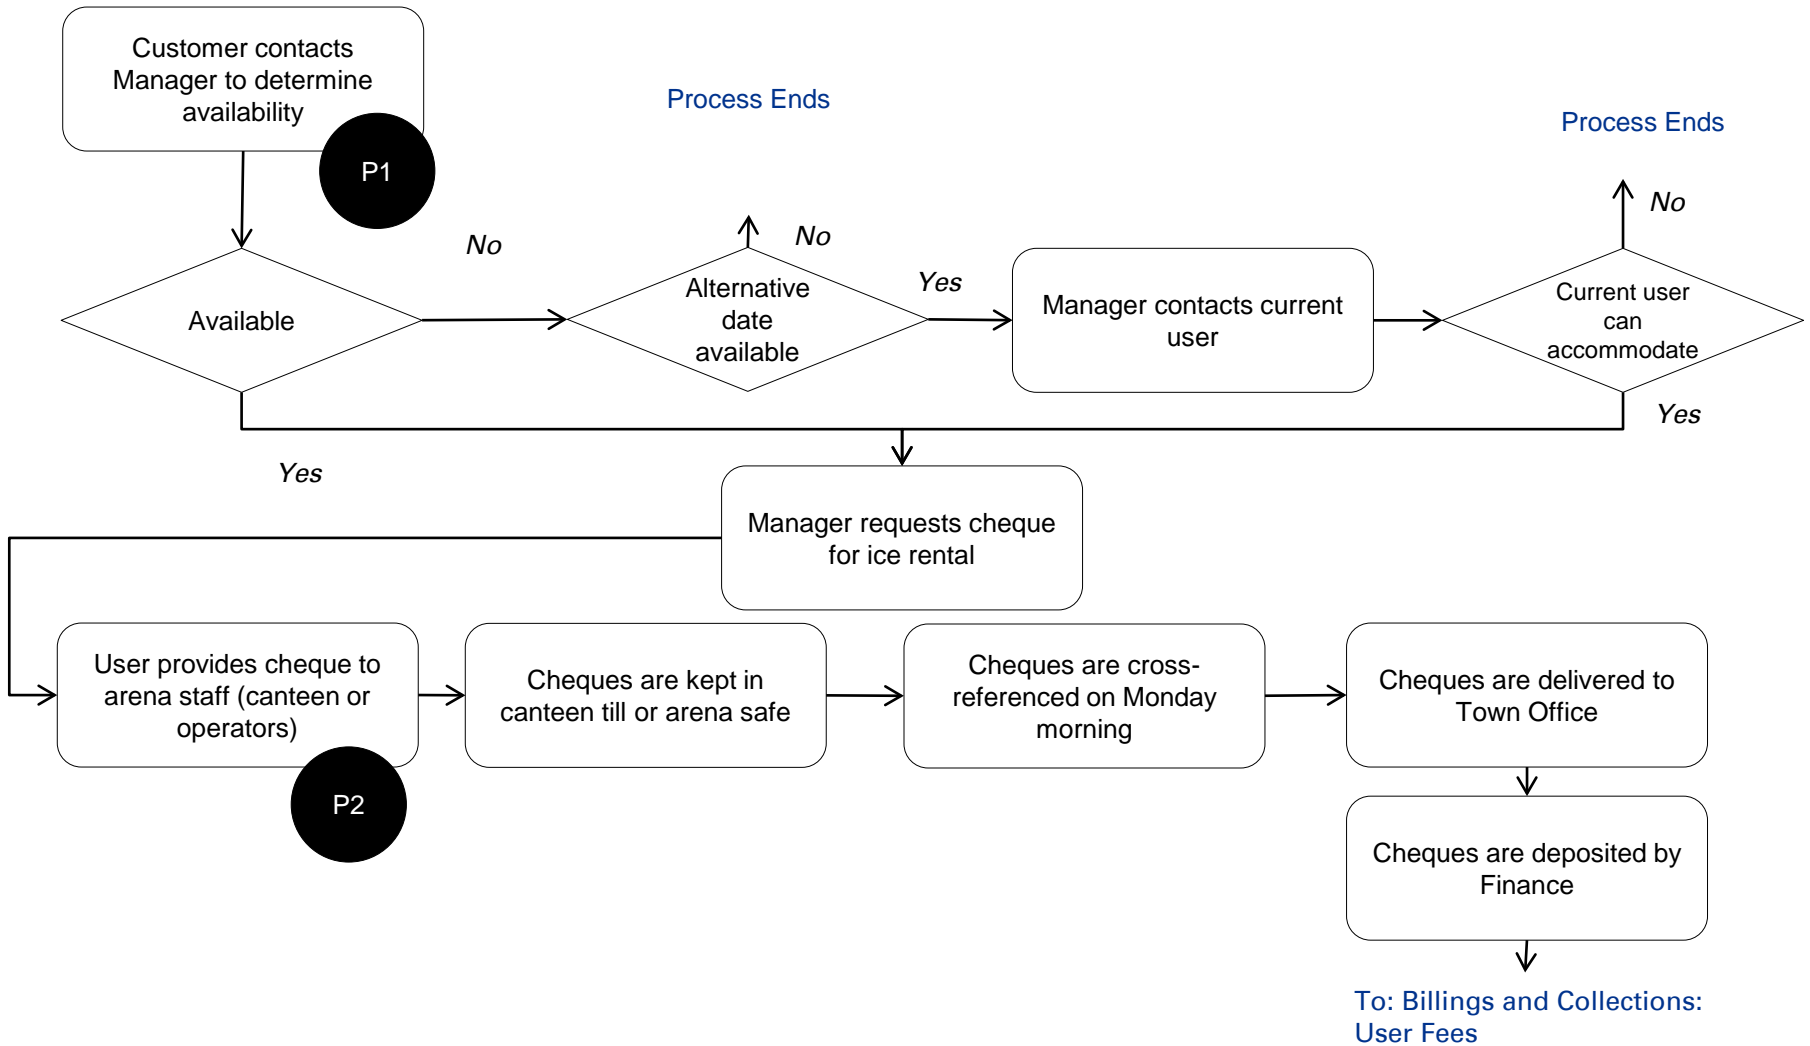 Customer contacts
Manager to determine
availability
P1
Process Ends
Process Ends
No
No
No
Available
Alternative
date
available
Yes
Manager contacts current
user
Current user
can
accommodate
Yes
Yes
Manager requests cheque
for ice rental
User provides cheque to
arena staff (canteen or
operators)
P2
Cheques are kept in
canteen till or arena safe
Cheques are cross-
referenced on Monday
morning
Cheques are delivered to
Town Office
Cheques are deposited by
Finance
To: Billings and Collections:
User Fees